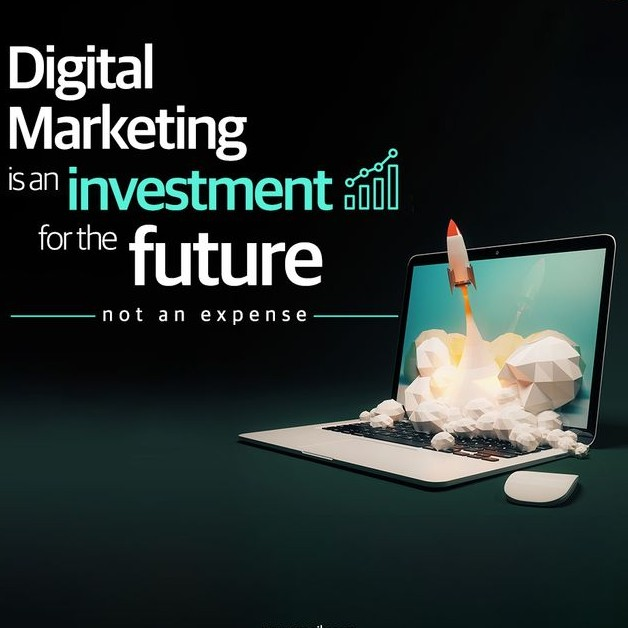 Digital
Marketing
is an investment
for the future
not an expense